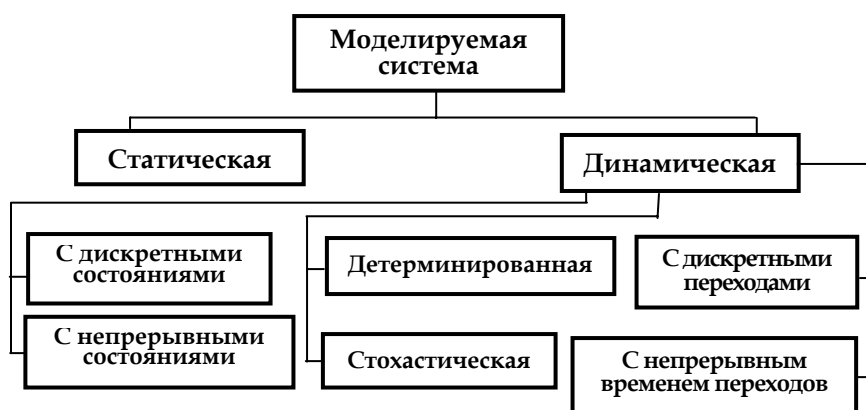 Моделируемая
система
Статическая
Динамическая
С дискретными
состояниями
С непрерывными
состояниями
Детерминированная
Стохастическая
С дискретными
переходами
С непрерывным
временем переходов